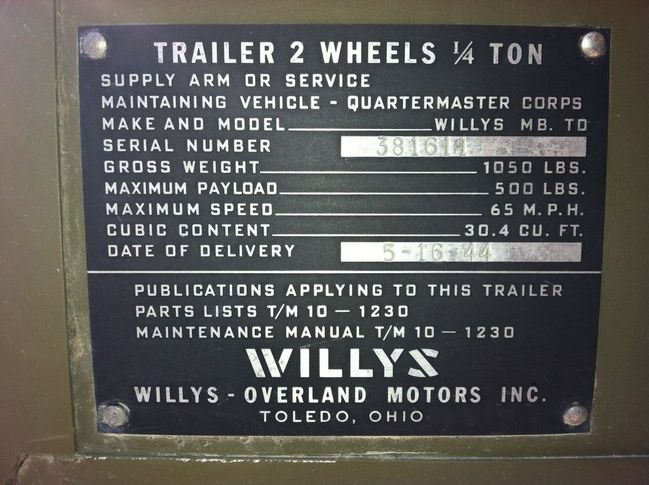 TRAILER 2 WHEELS 1/4 TON
SUPPLY ARM OR SERVICE
MAINTAINING VEHICLE - QUARTERMASTER CORPS
MAKE AND MODEL WILLYS MB. TD
SERIAL NUMBER 381611
GROSS WEIGHT 1050 LBS.
MAXIMUM PAYLOAD 500 LBS.
MAXIMUM SPEED 65 M.P.H.
CUBIC CONTENT 30.4 CU. FT.
DATE OF DELIVERY 5-16-44
PUBLICATIONS APPLYING TO THIS TRAILER
PARTS LISTS T/M 10 — 1230
MAINTENANCE MANUAL T/M 10 — 1230
WILLYS
WILLYS - OVERLAND MOTORS INC.
TOLEDO, OHIO